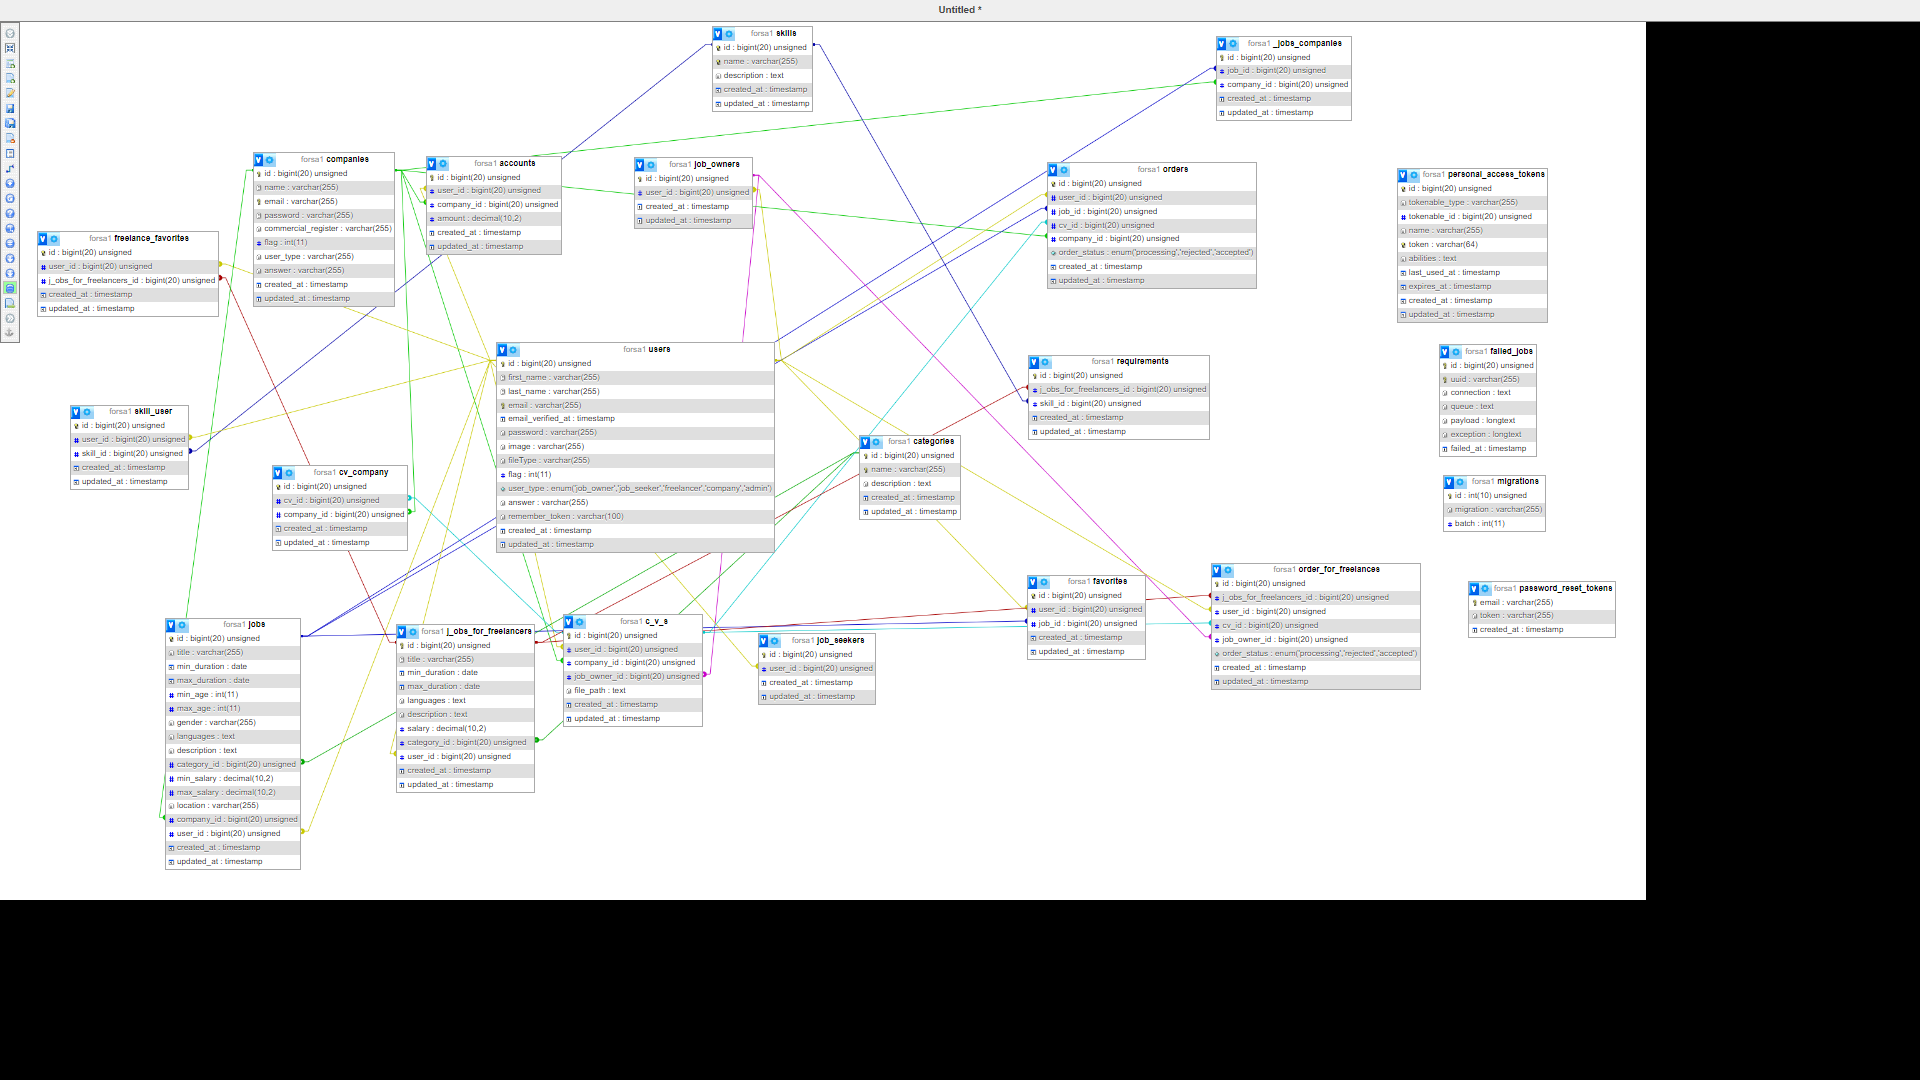 Untitled *
forsa1 skills
id : bigint(20) unsigned
name : varchar(255)
description : text
created_at : timestamp
updated_at : timestamp
forsa1 _jobs_companies
id : bigint(20) unsigned
job_id : bigint(20) unsigned
company_id : bigint(20) unsigned
created_at : timestamp
updated_at : timestamp
forsa1 companies
id : bigint(20) unsigned
name : varchar(255)
email : varchar(255)
password : varchar(255)
commercial_register : varchar(255)
flag : int(11)
user_type : varchar(255)
answer : varchar(255)
created_at : timestamp
updated_at : timestamp
forsa1 accounts
id : bigint(20) unsigned
user_id : bigint(20) unsigned
company_id : bigint(20) unsigned
amount : decimal(10,2)
created_at : timestamp
updated_at : timestamp
forsa1 job_owners
id : bigint(20) unsigned
user_id : bigint(20) unsigned
created_at : timestamp
updated_at : timestamp
forsa1 orders
id : bigint(20) unsigned
user_id : bigint(20) unsigned
job_id : bigint(20) unsigned
cv_id : bigint(20) unsigned
company_id : bigint(20) unsigned
order_status : enum('processing','rejected','accepted')
created_at : timestamp
updated_at : timestamp
forsa1 personal_access_tokens
id : bigint(20) unsigned
tokenable_type : varchar(255)
tokenable_id : bigint(20) unsigned
name : varchar(255)
token : varchar(64)
abilities : text
last_used_at : timestamp
expires_at : timestamp
created_at : timestamp
updated_at : timestamp
forsa1 freelance_favorites
id : bigint(20) unsigned
user_id : bigint(20) unsigned
j_obs_for_freelancers_id : bigint(20) unsigned
created_at : timestamp
updated_at : timestamp
forsa1 users
id : bigint(20) unsigned
first_name : varchar(255)
last_name : varchar(255)
email : varchar(255)
email_verified_at : timestamp
password : varchar(255)
image : varchar(255)
fileType : varchar(255)
flag : int(11)
user_type : enum('job_owner','job_seeker','freelancer','company','admin')
answer : varchar(255)
remember_token : varchar(100)
created_at : timestamp
updated_at : timestamp
forsa1 requirements
id : bigint(20) unsigned
j_obs_for_freelancers_id : bigint(20) unsigned
skill_id : bigint(20) unsigned
created_at : timestamp
updated_at : timestamp
forsa1 failed_jobs
id : bigint(20) unsigned
uuid : varchar(255)
connection : text
queue : text
payload : longtext
exception : longtext
failed_at : timestamp
forsa1 skill_user
id : bigint(20) unsigned
user_id : bigint(20) unsigned
skill_id : bigint(20) unsigned
created_at : timestamp
updated_at : timestamp
forsa1 categories
id : bigint(20) unsigned
name : varchar(255)
description : text
created_at : timestamp
updated_at : timestamp
forsa1 cv_company
id : bigint(20) unsigned
cv_id : bigint(20) unsigned
company_id : bigint(20) unsigned
created_at : timestamp
updated_at : timestamp
forsa1 migrations
id : int(10) unsigned
migration : varchar(255)
batch : int(11)
forsa1 order_for_freelances
id : bigint(20) unsigned
j_obs_for_freelancers_id : bigint(20) unsigned
user_id : bigint(20) unsigned
cv_id : bigint(20) unsigned
job_owner_id : bigint(20) unsigned
order_status : enum('processing','rejected','accepted')
created_at : timestamp
updated_at : timestamp
forsa1 favorites
id : bigint(20) unsigned
user_id : bigint(20) unsigned
job_id : bigint(20) unsigned
created_at : timestamp
updated_at : timestamp
forsa1 password_reset_tokens
email : varchar(255)
token : varchar(255)
created_at : timestamp
forsa1 jobs
id : bigint(20) unsigned
title : varchar(255)
min_duration : date
max_duration : date
min_age : int(11)
max_age : int(11)
gender : varchar(255)
languages : text
description : text
category_id : bigint(20) unsigned
min_salary : decimal(10,2)
max_salary : decimal(10,2)
location : varchar(255)
company_id : bigint(20) unsigned
user_id : bigint(20) unsigned
created_at : timestamp
updated_at : timestamp
forsa1 j_obs_for_freelancers
id : bigint(20) unsigned
title : varchar(255)
min_duration : date
max_duration : date
languages : text
description : text
salary : decimal(10,2)
category_id : bigint(20) unsigned
user_id : bigint(20) unsigned
created_at : timestamp
updated_at : timestamp
forsa1 c_v_s
id : bigint(20) unsigned
user_id : bigint(20) unsigned
company_id : bigint(20) unsigned
job_owner_id : bigint(20) unsigned
file_path : text
created_at : timestamp
updated_at : timestamp
forsa1 job_seekers
id : bigint(20) unsigned
user_id : bigint(20) unsigned
created_at : timestamp
updated_at : timestamp